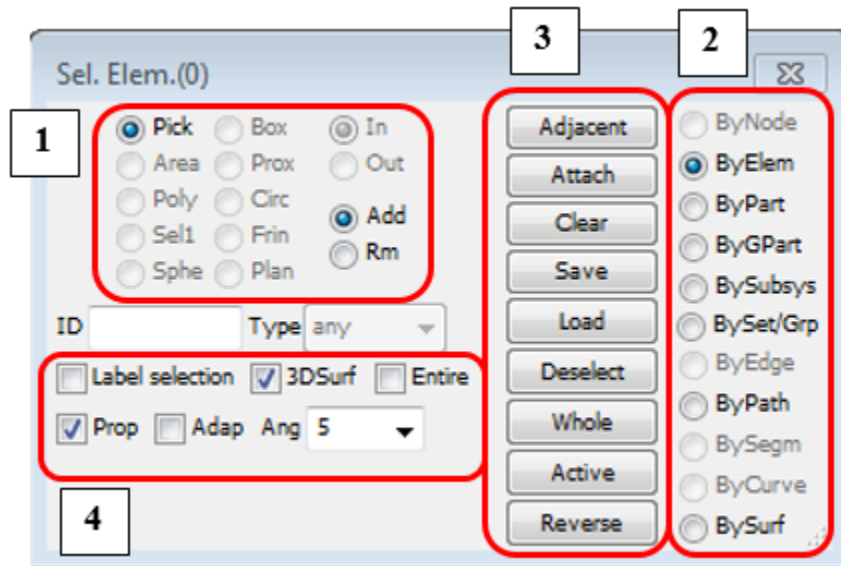 3
2
Sel. Elem.(0)
1
Pick Box In
Area Prox Out
Poly Circ
Add
Sel1 Frin
Rm
Sphe Plan
ID Type any
Label selection 3DSurf Entire
Prop Adap Ang 5
4
Adjacent
Attach
Clear
Save
Load
Deselect
Whole
Active
Reverse
ByNode
ByElem
ByPart
ByGPart
BySubsys
BySet/Grp
ByEdge
ByPath
BySegm
ByCurve
BySurf